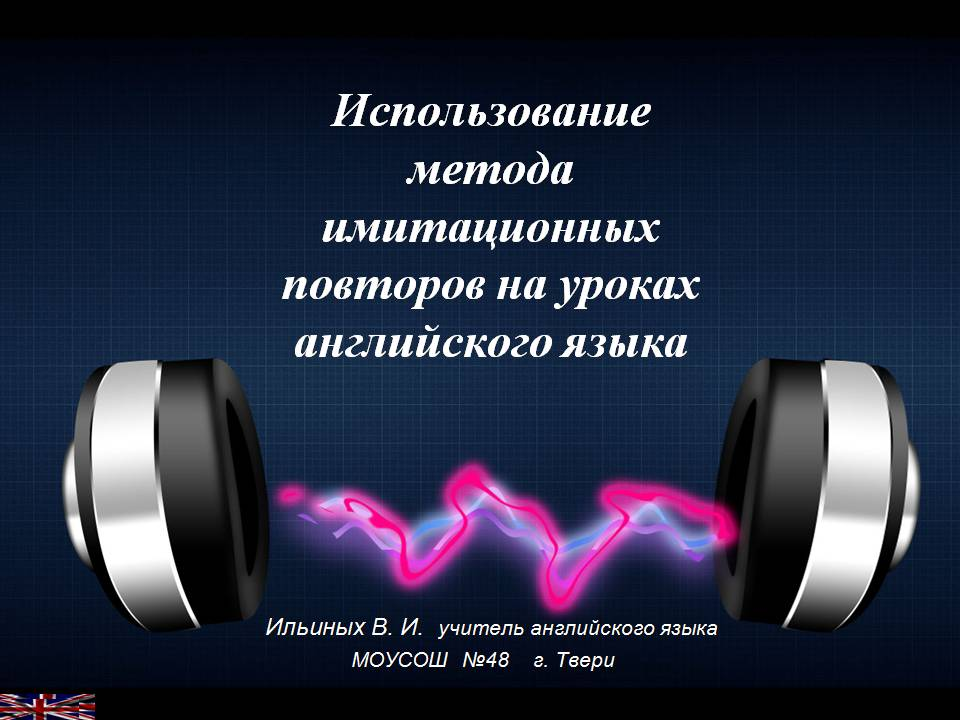 Использование
метода
имитационных
повторов на уроках
английского языка
Ильиных В. И. учитель английского языка
МОУСОШ №48 г. Твери